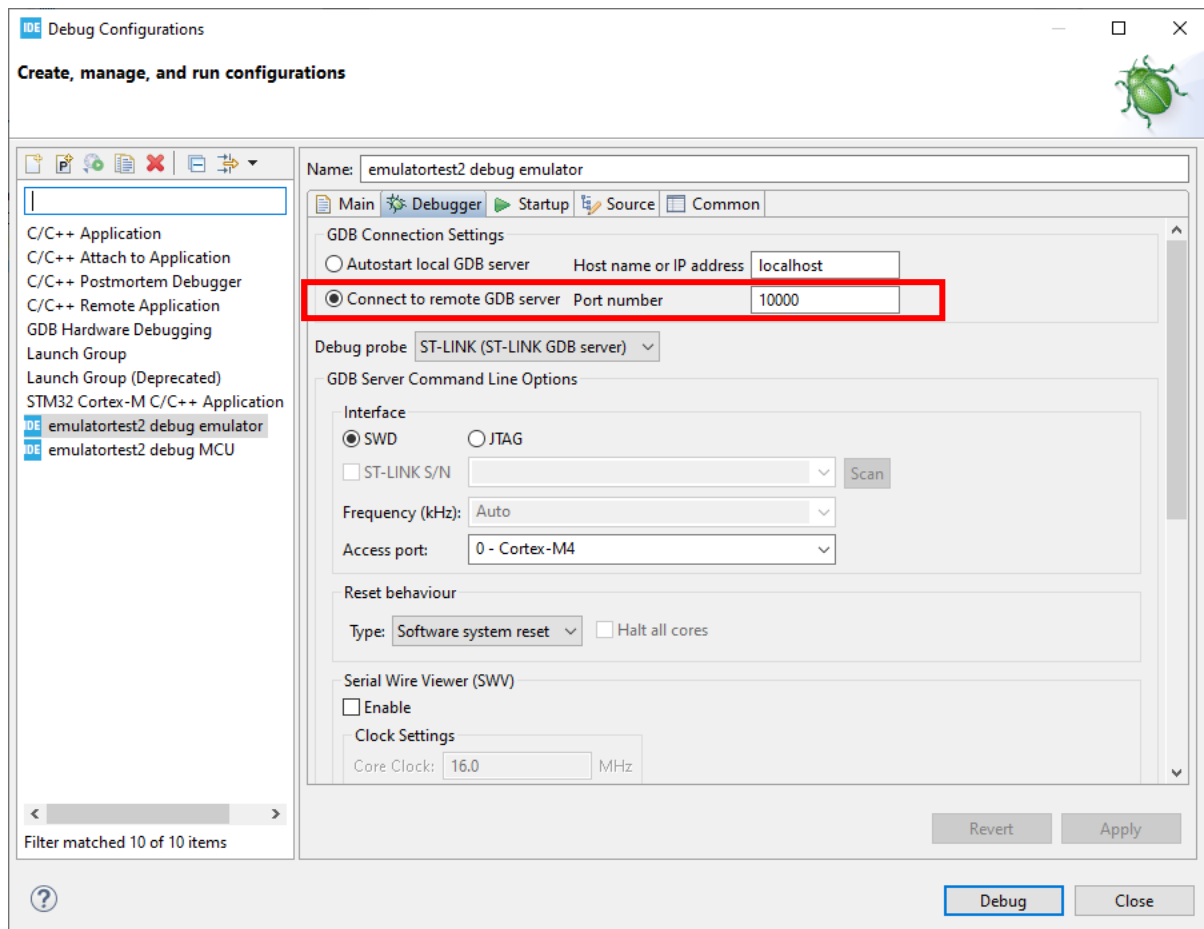 IDE Debug Configurations
Create, manage, and run configurations
Name: emulatortest2 debug emulator
Main Debugger Startup Source Common
C/C++ Application
C/C++ Attach to Application
C/C++ Postmortem Debugger
C/C++ Remote Application
GDB Hardware Debugging
Launch Group
Launch Group (Deprecated)
STM32 Cortex-M C/C++ Application
IDE emulatortest2 debug emulator
IDE emulatortest2 debug MCU
Filter matched 10 of 10 items
GDB Connection Settings
Autostart local GDB server Host name or IP address localhost
Connect to remote GDB server Port number 10000
Debug probe ST-LINK (ST-LINK GDB server)
GDB Server Command Line Options
Interface
SWD JTAG
ST-LINK S/N Scan
Frequency (kHz): Auto
Access port: 0 - Cortex-M4
Reset behaviour
Type: Software system reset Halt all cores
Serial Wire Viewer (SWV)
Enable
Clock Settings
Core Clock: 16.0 MHz
Revert Apply
? Debug Close